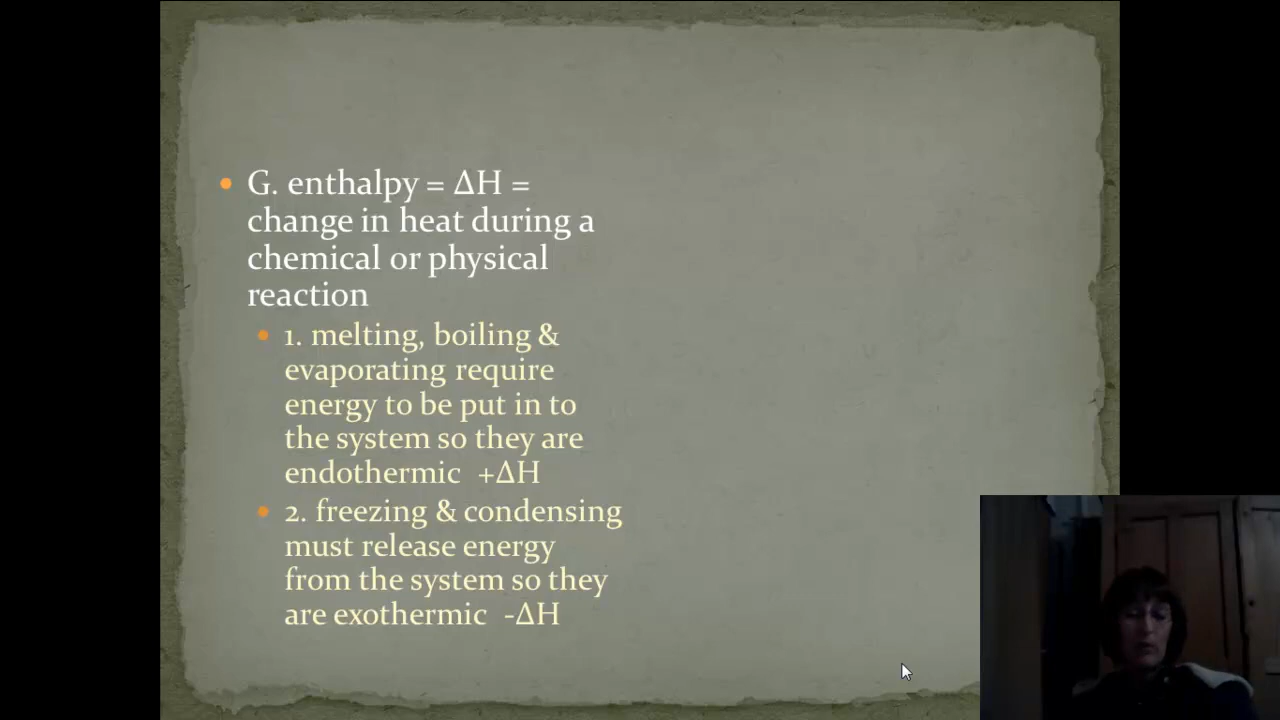 G. enthalpy = ΔH =
change in heat during a
chemical or physical
reaction
1. melting, boiling &
evaporating require
energy to be put in to
the system so they are
endothermic +ΔH
2. freezing & condensing
must release energy
from the system so they
are exothermic -ΔH